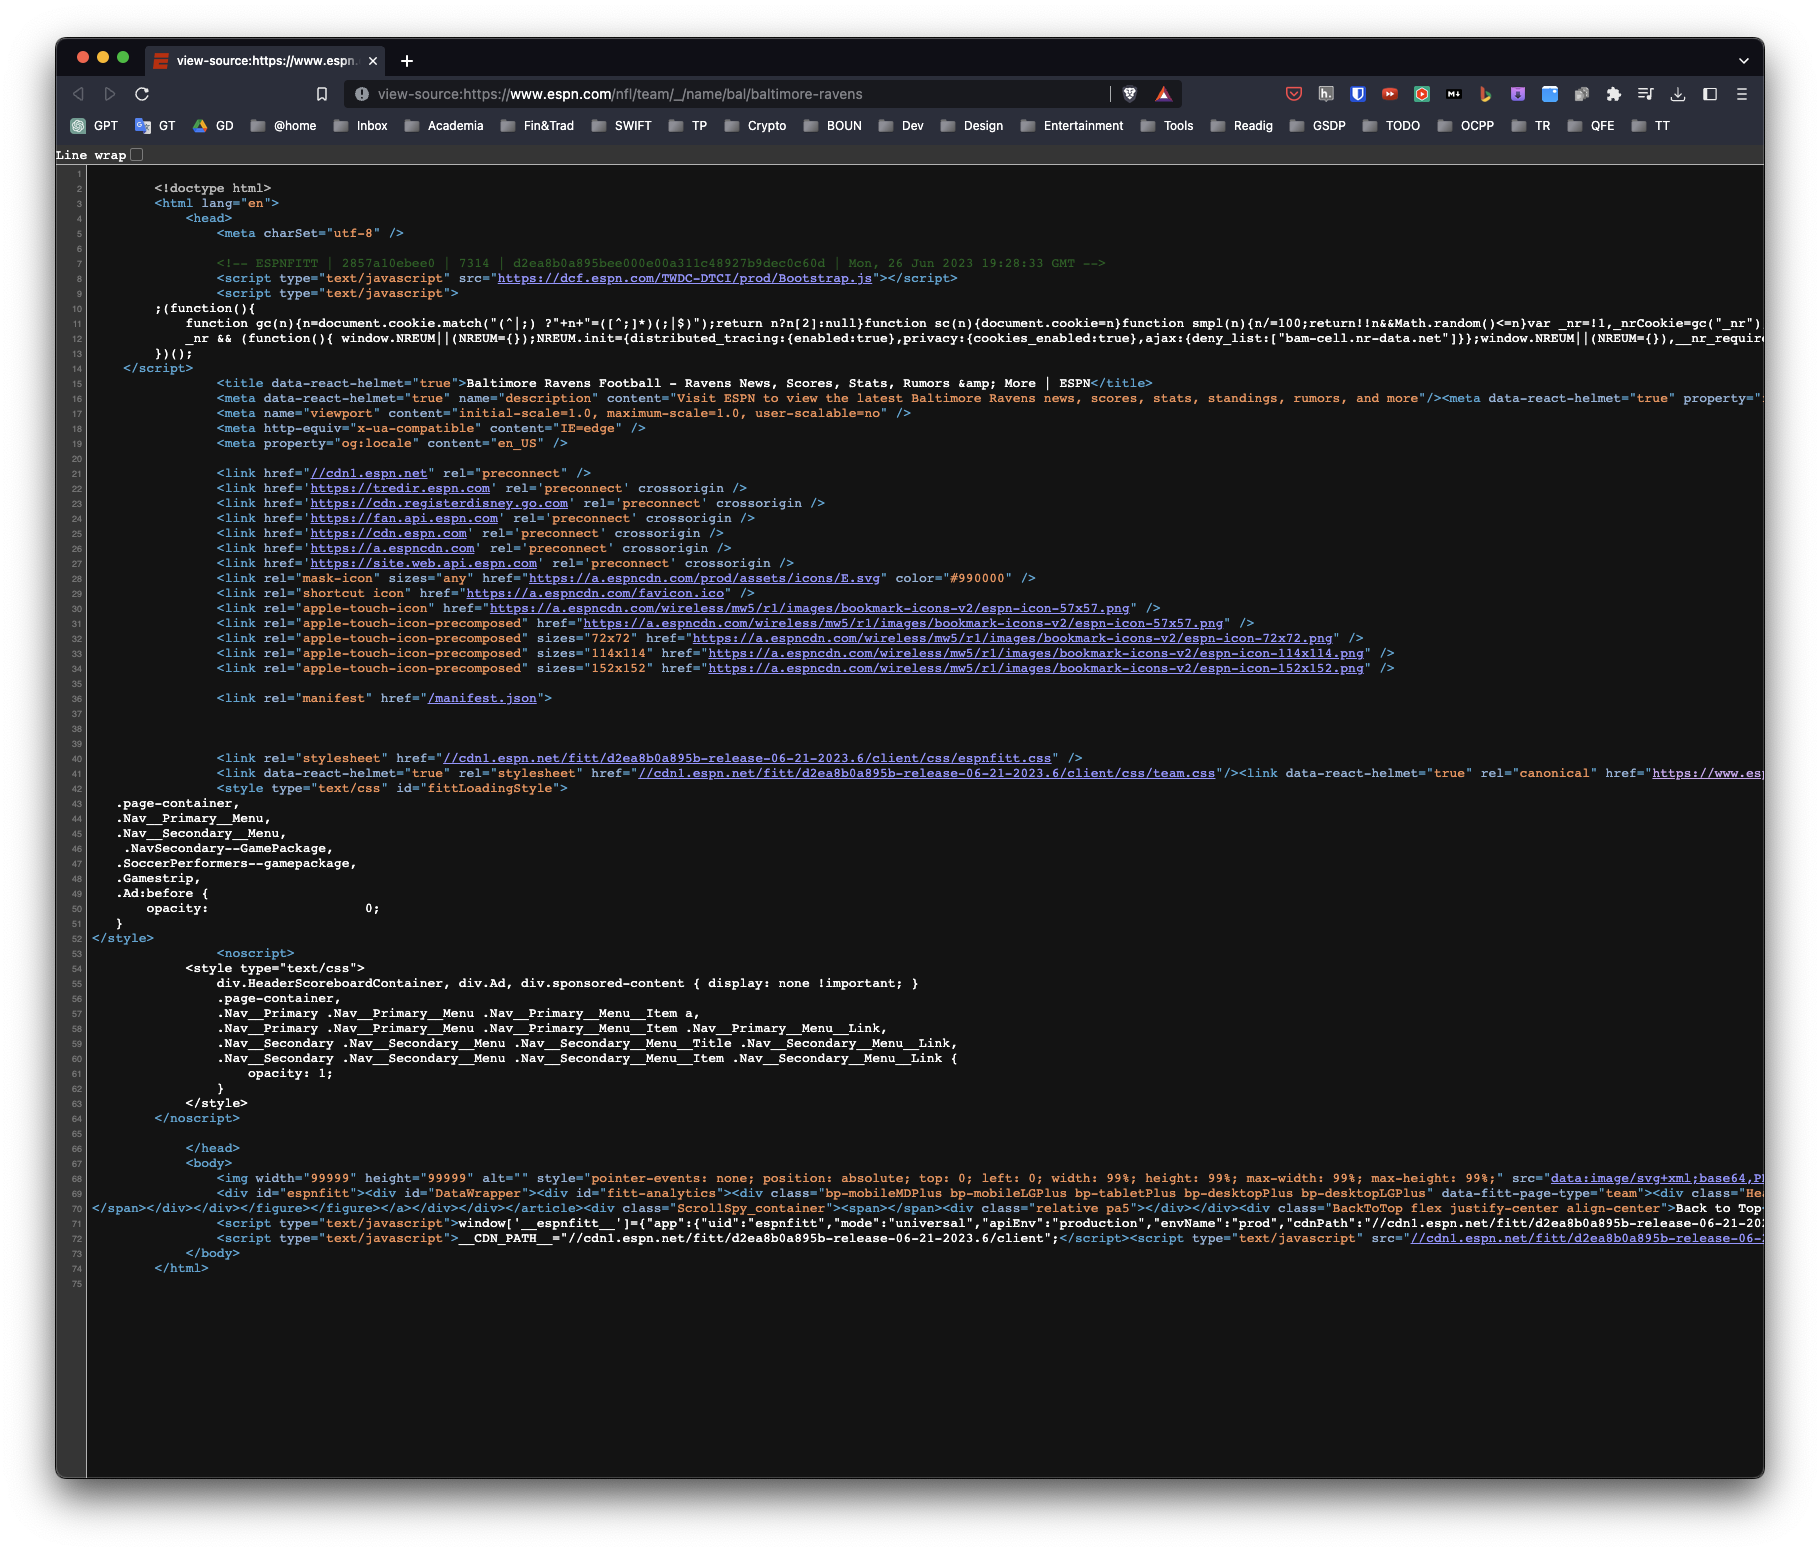 view-source:https://www.espn.
view-source:https://www.espn.com/nfl/team/_/name/bal/baltimore-ravens
GPT GT GD @home Inbox Academia Fin&Trad SWIFT TP Crypto BOUN Dev Design Entertainment Tools Readig GSDP TODO OCPP TR QFE TT
Line wrap
1
2 <!doctype html>
3 <html lang="en">
4 <head>
5 <meta charSet="utf-8" />
6
7 <!-- ESPNFITT | 2857a10ebee0 | 7314 | d2ea8b0a895bee000e00a311c48927b9dec0c60d | Mon, 26 Jun 2023 19:28:33 GMT -->
8 <script type="text/javascript" src="https://dcf.espn.com/TWDC-DTCI/prod/Bootstrap.js"></script>
9 <script type="text/javascript">
10 ;(function(){
11 function gc(n){n=document.cookie.match("(^|;) ?"+n+"=([^;]*)(;|$)");return n?n[2]:null}function sc(n){document.cookie=n}function smpl(n){n/=100;return!!n&&Math.random()<=n}var _nr=!1,_nrCookie=gc("_nr")
12 _nr && (function(){ window.NREUM||(NREUM={});NREUM.init={distributed_tracing:{enabled:true},privacy:{cookies_enabled:true},ajax:{deny_list:["bam-cell.nr-data.net"]}};window.NREUM||(NREUM={}),__nr_require
13 })();
14 </script>
15 <title data-react-helmet="true">Baltimore Ravens Football - Ravens News, Scores, Stats, Rumors &amp; More | ESPN</title>
16 <meta data-react-helmet="true" name="description" content="Visit ESPN to view the latest Baltimore Ravens news, scores, stats, standings, rumors, and more"/><meta data-react-helmet="true" property="
17 <meta name="viewport" content="initial-scale=1.0, maximum-scale=1.0, user-scalable=no" />
18 <meta http-equiv="x-ua-compatible" content="IE=edge" />
19 <meta property="og:locale" content="en_US" />
20
21 <link href="//cdn1.espn.net" rel="preconnect" />
22 <link href='https://tredir.espn.com' rel='preconnect' crossorigin />
23 <link href='https://cdn.registerdisney.go.com' rel='preconnect' crossorigin />
24 <link href='https://fan.api.espn.com' rel='preconnect' crossorigin />
25 <link href='https://cdn.espn.com' rel='preconnect' crossorigin />
26 <link href='https://a.espncdn.com' rel='preconnect' crossorigin />
27 <link href='https://site.web.api.espn.com' rel='preconnect' crossorigin />
28 <link rel="mask-icon" sizes="any" href="https://a.espncdn.com/prod/assets/icons/E.svg" color="#990000" />
29 <link rel="shortcut icon" href="https://a.espncdn.com/favicon.ico" />
30 <link rel="apple-touch-icon" href="https://a.espncdn.com/wireless/mw5/r1/images/bookmark-icons-v2/espn-icon-57x57.png" />
31 <link rel="apple-touch-icon-precomposed" href="https://a.espncdn.com/wireless/mw5/r1/images/bookmark-icons-v2/espn-icon-57x57.png" />
32 <link rel="apple-touch-icon-precomposed" sizes="72x72" href="https://a.espncdn.com/wireless/mw5/r1/images/bookmark-icons-v2/espn-icon-72x72.png" />
33 <link rel="apple-touch-icon-precomposed" sizes="114x114" href="https://a.espncdn.com/wireless/mw5/r1/images/bookmark-icons-v2/espn-icon-114x114.png" />
34 <link rel="apple-touch-icon-precomposed" sizes="152x152" href="https://a.espncdn.com/wireless/mw5/r1/images/bookmark-icons-v2/espn-icon-152x152.png" />
35
36 <link rel="manifest" href="/manifest.json">
37
38
39
40 <link rel="stylesheet" href="//cdn1.espn.net/fitt/d2ea8b0a895b-release-06-21-2023.6/client/css/espnfitt.css" />
41 <link data-react-helmet="true" rel="stylesheet" href="//cdn1.espn.net/fitt/d2ea8b0a895b-release-06-21-2023.6/client/css/team.css"/><link data-react-helmet="true" rel="canonical" href="https://www.esp
42 <style type="text/css" id="fittLoadingStyle">
43 .page-container,
44 .Nav__Primary__Menu,
45 .Nav__Secondary__Menu,
46 .NavSecondary--GamePackage,
47 .SoccerPerformers--gamepackage,
48 .Gamestrip,
49 .Ad:before {
50 opacity: 0;
51 }
52 </style>
53 <noscript>
54 <style type="text/css">
55 div.HeaderScoreboardContainer, div.Ad, div.sponsored-content { display: none !important; }
56 .page-container,
57 .Nav__Primary .Nav__Primary__Menu .Nav__Primary__Menu__Item a,
58 .Nav__Primary .Nav__Primary__Menu .Nav__Primary__Menu__Item .Nav__Primary__Menu__Link,
59 .Nav__Secondary .Nav__Secondary__Menu .Nav__Secondary__Menu__Title .Nav__Secondary__Menu__Link,
60 .Nav__Secondary .Nav__Secondary__Menu .Nav__Secondary__Menu__Item .Nav__Secondary__Menu__Link {
61 opacity: 1;
62 }
63 </style>
64 </noscript>
65
66 </head>
67 <body>
68 <img width="99999" height="99999" alt="" style="pointer-events: none; position: absolute; top: 0; left: 0; width: 99%; height: 99%; max-width: 99%; max-height: 99%;" src="data:image/svg+xml;base64,P
69 <div id="espnfitt"><div id="DataWrapper"><div id="fitt-analytics"><div class="bp-mobileMDPlus bp-mobileLGPlus bp-tabletPlus bp-desktopPlus bp-desktopLGPlus" data-fitt-page-type="team"><div class="Hea
70 </span></div></div></figure></figure></a></div></div></div></article><div class="ScrollSpy_container"><span></span><div class="relative pa5"></div></div><div class="BackToTop flex justify-center align-center">Back to Top
71 <script type="text/javascript">window['__espnfitt__']={"app":{"uid":"espnfitt","mode":"universal","apiEnv":"production","envName":"prod","cdnPath":"//cdn1.espn.net/fitt/d2ea8b0a895b-release-06-21-202
72 <script type="text/javascript">__CDN_PATH__="//cdn1.espn.net/fitt/d2ea8b0a895b-release-06-21-2023.6/client";</script><script type="text/javascript" src="//cdn1.espn.net/fitt/d2ea8b0a895b-release-06-2
73 </body>
74 </html>
75